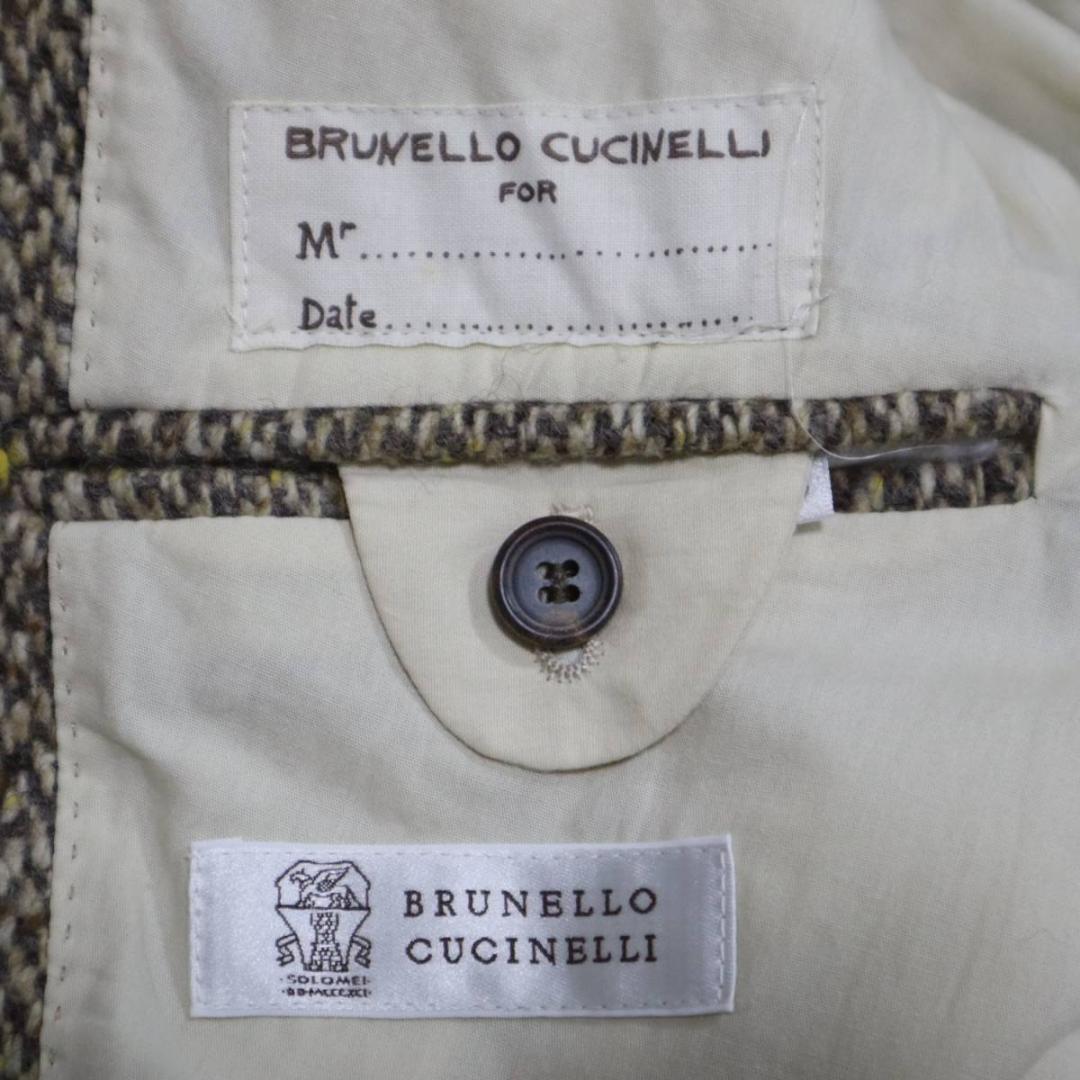 BRUNELLO CUCINELLI
FOR
Mr..............................
Date..............................
BRUNELLO
CUCINELLI
SOLOMEI